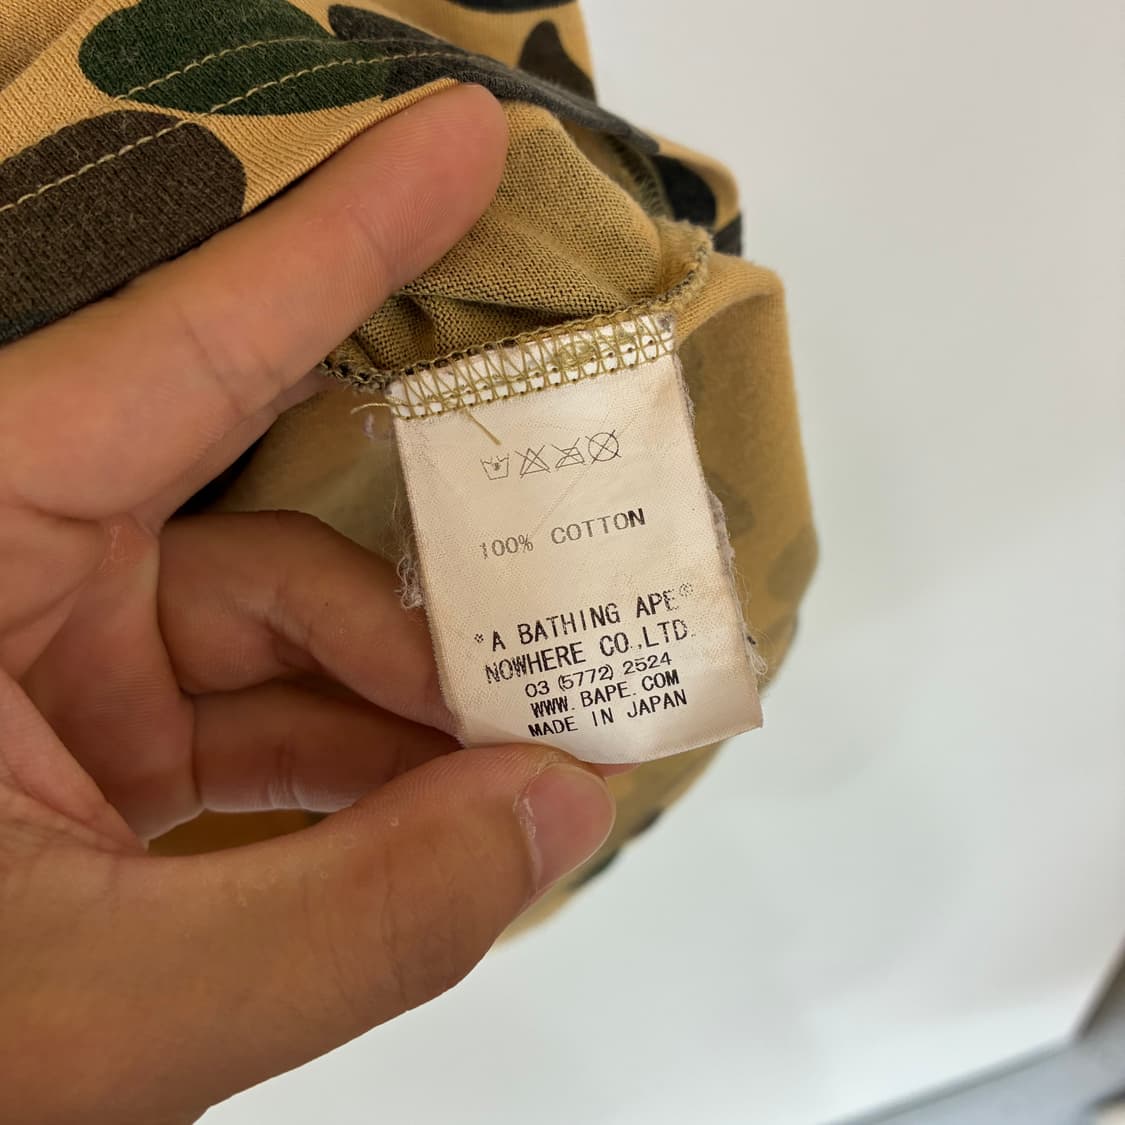 100% COTTON
®A BATHING APE®
NOWHERE CO.,LTD.
03 (5772) 2524
WWW.BAPE.COM
MADE IN JAPAN